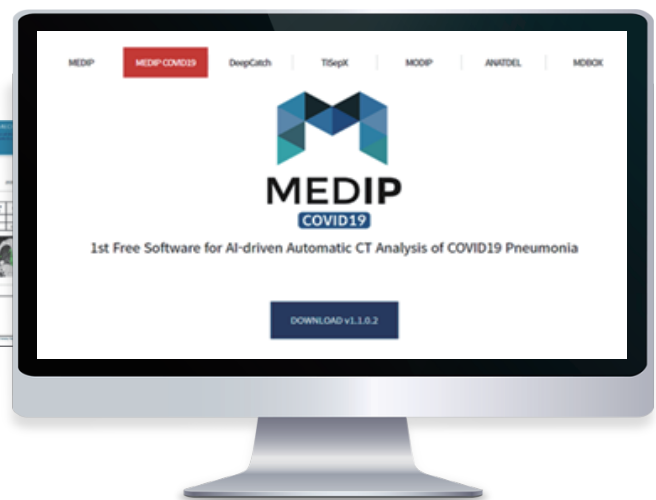 MEDIP MEDIP COVID19 DeepCatch TiSepX MODIP ANATDEL MDBOX
MEDIP
COVID19
1st Free Software for AI-driven Automatic CT Analysis of COVID19 Pneumonia
DOWNLOAD v1.1.0.2